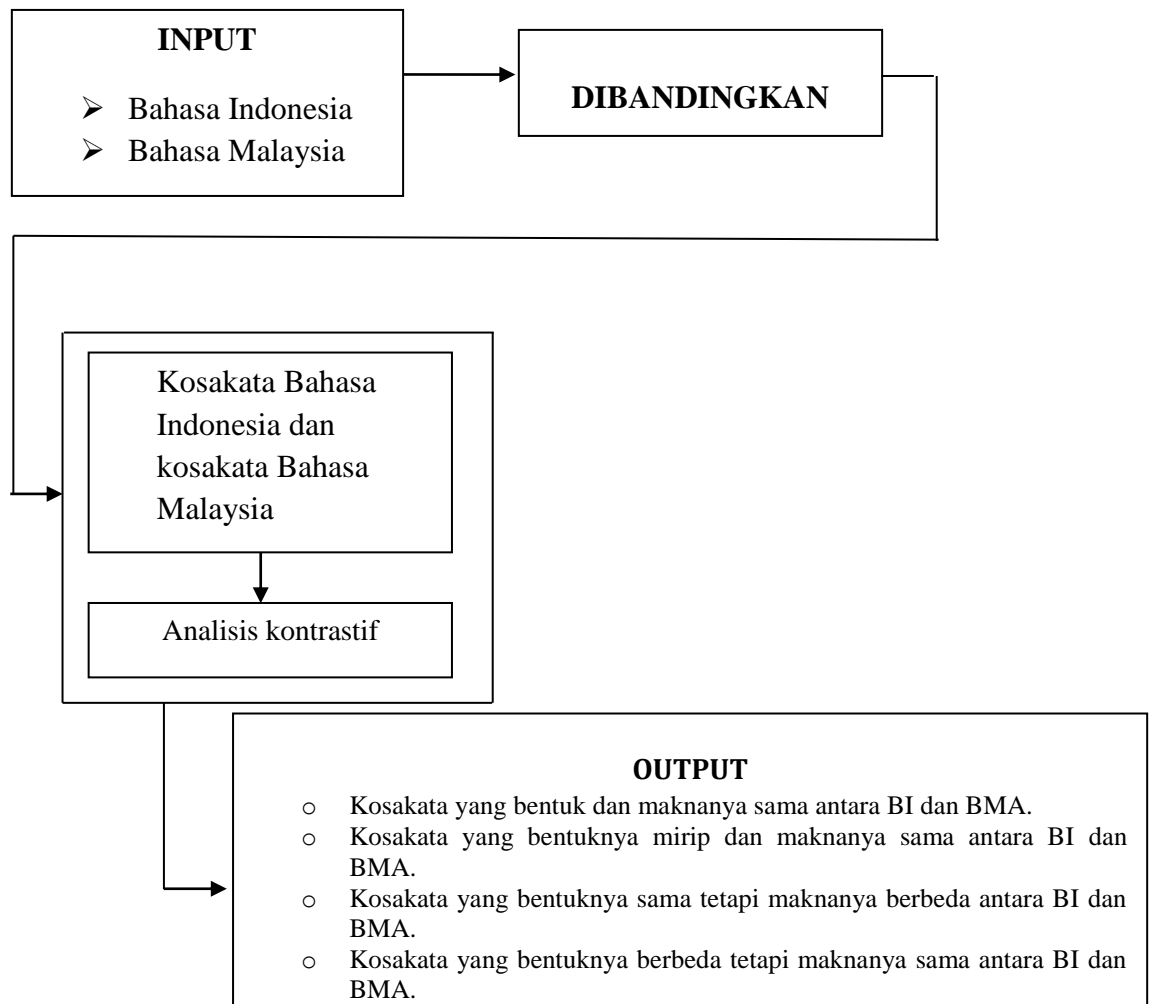 INPUT
➢ Bahasa Indonesia
➢ Bahasa Malaysia
DIBANDINGKAN
Kosakata Bahasa
Indonesia dan
kosakata Bahasa
Malaysia
Analisis kontrastif
OUTPUT
o Kosakata yang bentuk dan maknanya sama antara BI dan BMA.
o Kosakata yang bentuknya mirip dan maknanya sama antara BI dan
BMA.
o Kosakata yang bentuknya sama tetapi maknanya berbeda antara BI dan
BMA.
o Kosakata yang bentuknya berbeda tetapi maknanya sama antara BI dan
BMA.